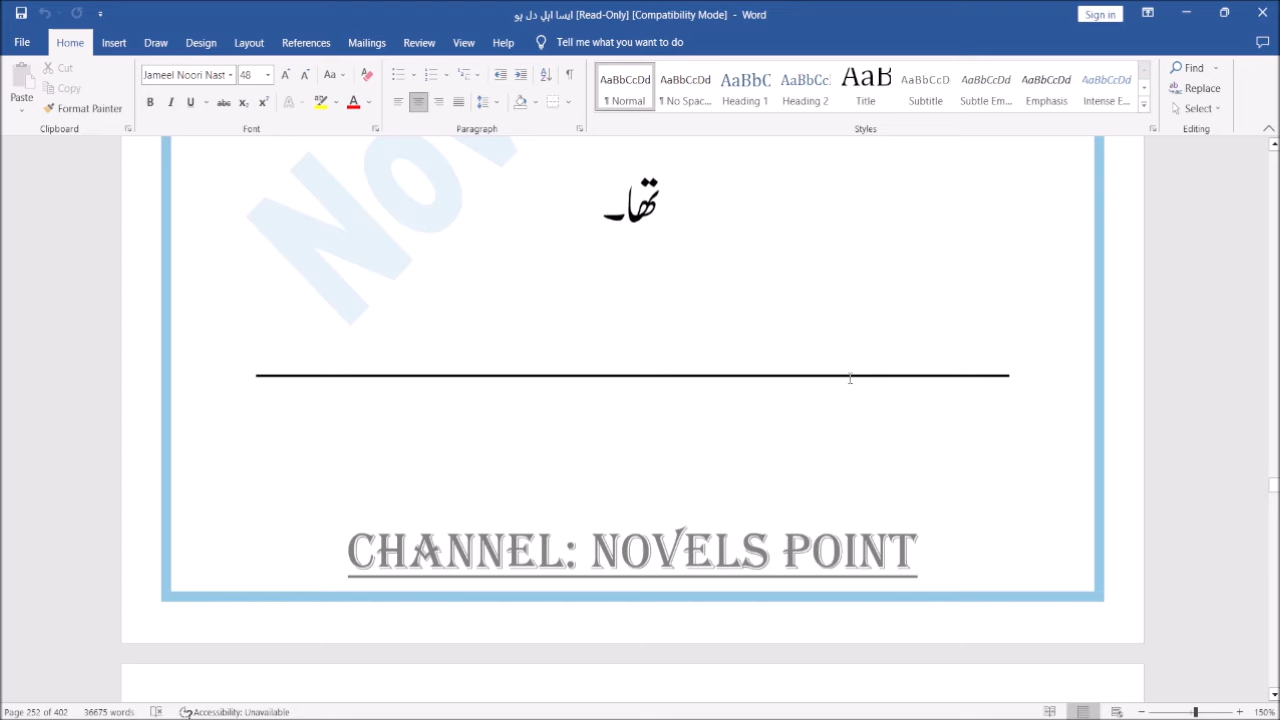 ایسا اہلِ دل ہو [Read-Only] [Compatibility Mode] - Word
Sign in
File Home Insert Draw Design Layout References Mailings Review View Help Tell me what you want to do
Paste
Cut
Copy
Format Painter
Clipboard
Jameel Noori Nast 48
Font
Paragraph
AaBbCcDd AaBbCcDd AaBbC AaBbCc AaB AaBbCcD AaBbCcDd AaBbCcDd AaBbCcDd
¶ Normal ¶ No Spac... Heading 1 Heading 2 Title Subtitle Subtle Em... Emphasis Intense E...
Styles
Find
Replace
Select
Editing
Nov
تھا۔
CHANNEL: NOVELS POINT
Page 252 of 402 36675 words Accessibility: Unavailable 150%